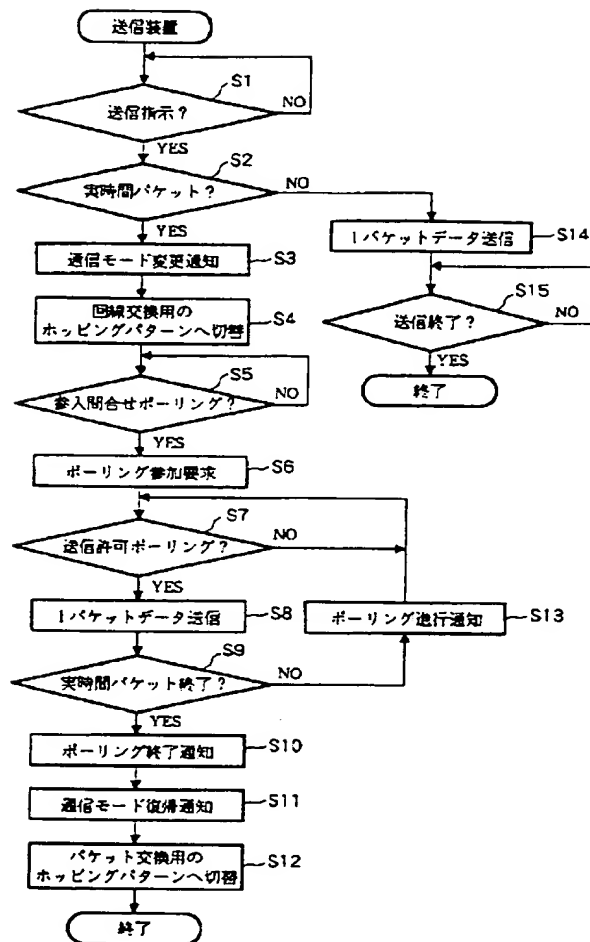 送信装置
S1
送信指示?
NO
YES
S2
実時間パケット?
NO
YES
通信モード変更通知
S3
回線交換用の
ホッピングパターンへ切替
S4
S5
参入問合せポーリング?
NO
YES
ポーリング参加要求
S6
S7
送信許可ポーリング?
NO
YES
1パケットデータ送信
S8
S9
実時間パケット終了?
NO
YES
ポーリング進行通知
S13
ポーリング終了通知
S10
通信モード復帰通知
S11
パケット交換用の
ホッピングパターンへ切替
S12
終了
1パケットデータ送信
S14
S15
送信終了?
NO
YES
終了